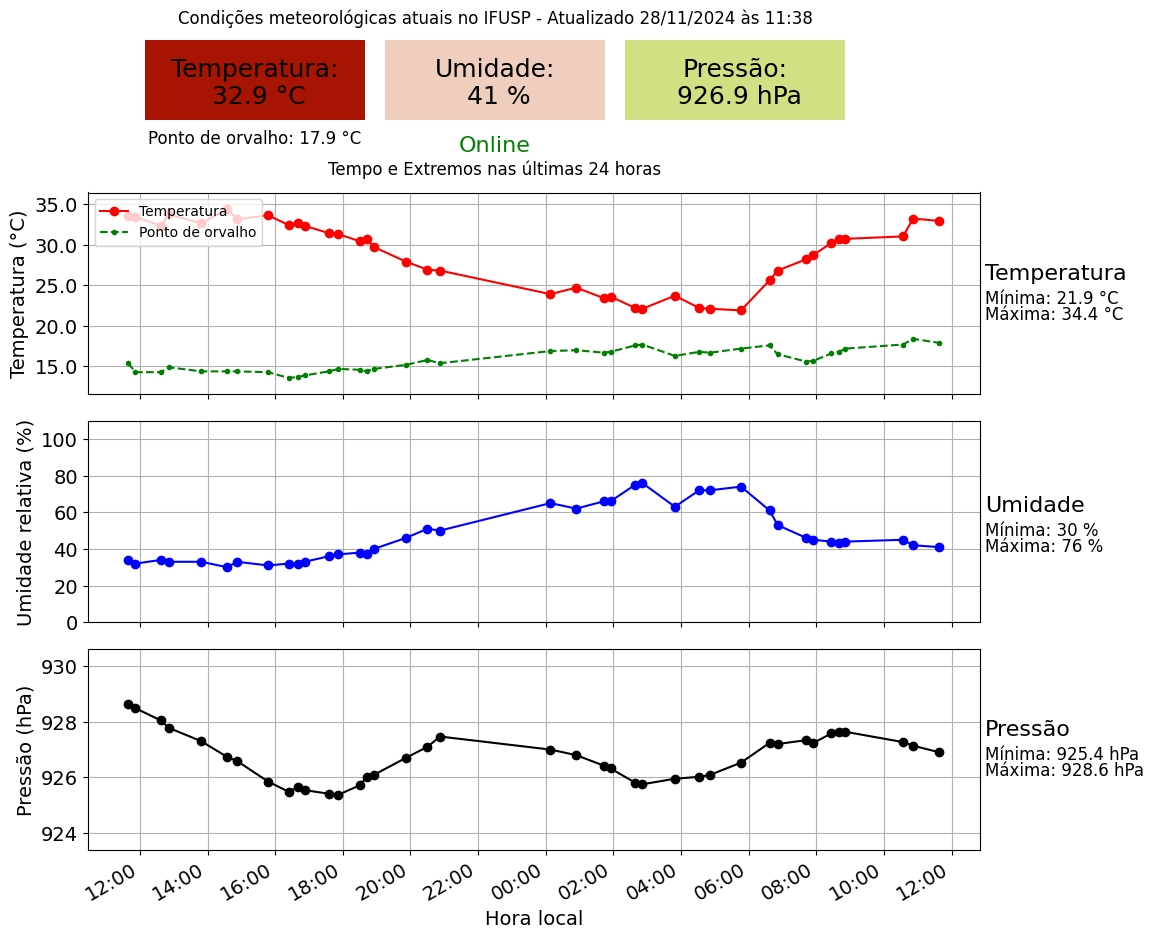 Condições meteorológicas atuais no IFUSP - Atualizado 28/11/2024 às 11:38
Temperatura:
32.9 °C
Umidade:
41 %
Pressão:
926.9 hPa
Ponto de orvalho: 17.9 °C
Online
Tempo e Extremos nas últimas 24 horas
Temperatura (°C)
35.0
30.0
25.0
20.0
15.0
Temperatura
Ponto de orvalho
Temperatura
Mínima: 21.9 °C
Máxima: 34.4 °C
Umidade relativa (%)
100
80
60
40
20
0
Umidade
Mínima: 30 %
Máxima: 76 %
Pressão (hPa)
930
928
926
924
Pressão
Mínima: 925.4 hPa
Máxima: 928.6 hPa
12:00
14:00
16:00
18:00
20:00
22:00
00:00
02:00
04:00
06:00
08:00
10:00
12:00
Hora local